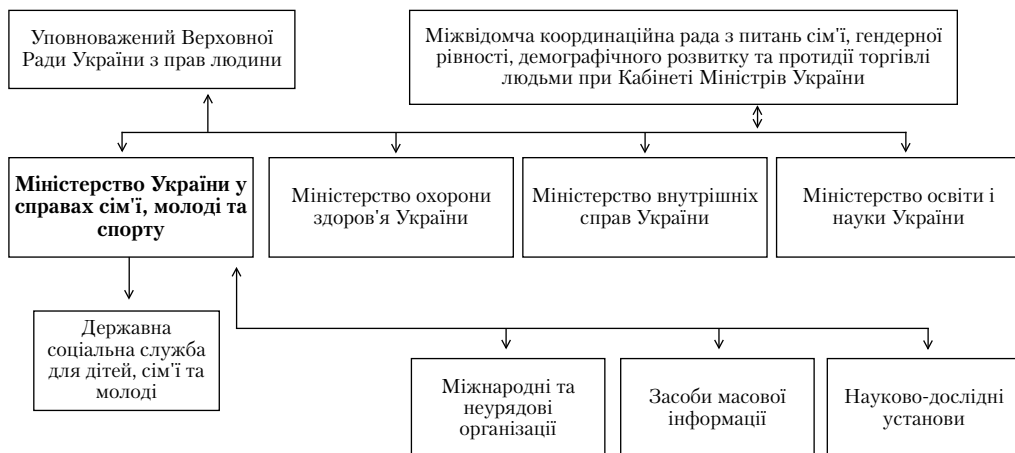 Уповноважений Верховної
Ради України з прав людини
Міжвідомча координаційна рада з питань сім'ї, гендерної
рівності, демографічного розвитку та протидії торгівлі
людьми при Кабінеті Міністрів України
Міністерство України у
справах сім'ї, молоді та
спорту
Міністерство охорони
здоров'я України
Міністерство внутрішніх
справ України
Міністерство освіти і
науки України
Державна
соціальна служба
для дітей, сім'ї та
молоді
Міжнародні та
неурядові
організації
Засоби масової
інформації
Науково-дослідні
установи